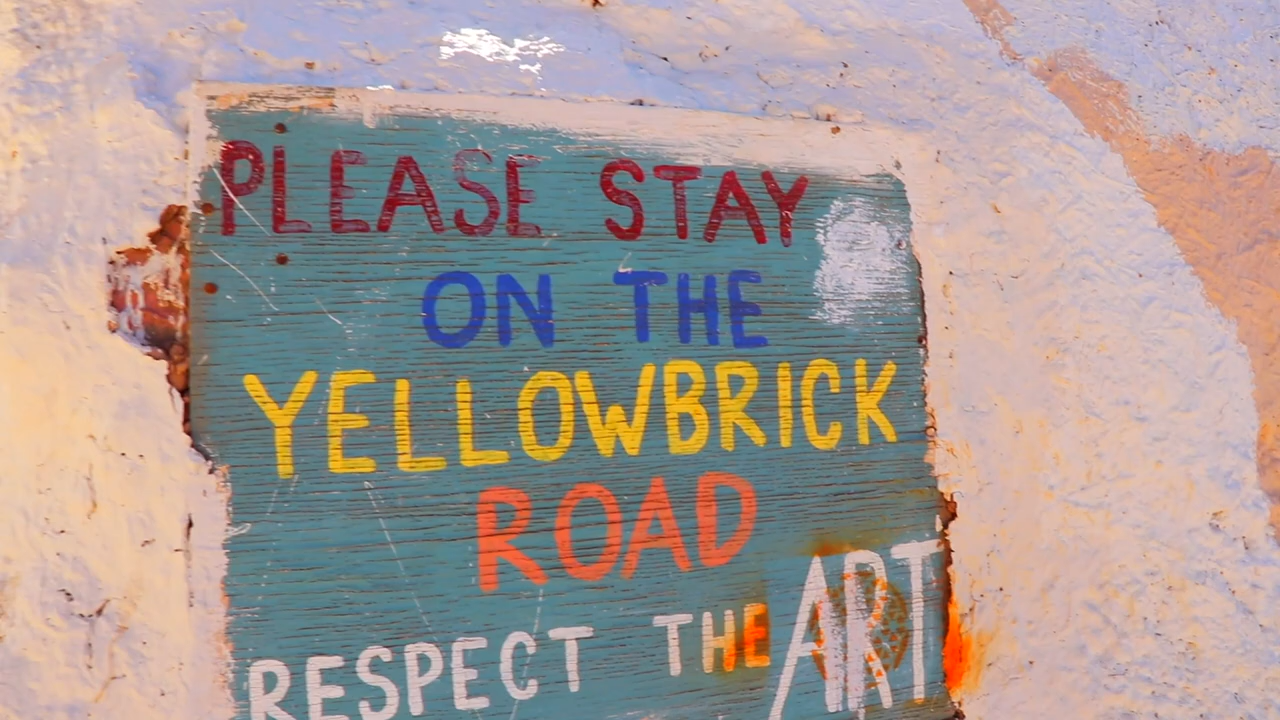 PLEASE STAY
ON THE
YELLOWBRICK
ROAD
RESPECT THE ART